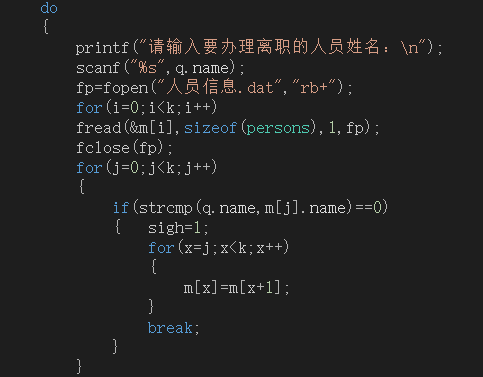 do
{
printf("请输入要办理离职的人员姓名：\n");
scanf("%s",q.name);
fp=fopen("人员信息.dat","rb+");
for(i=0;i<k;i++)
fread(&m[i],sizeof(persons),1,fp);
fclose(fp);
for(j=0;j<k;j++)
{
if(strcmp(q.name,m[j].name)==0)
{ sigh=1;
for(x=j;x<k;x++)
{
m[x]=m[x+1];
}
break;
}
}